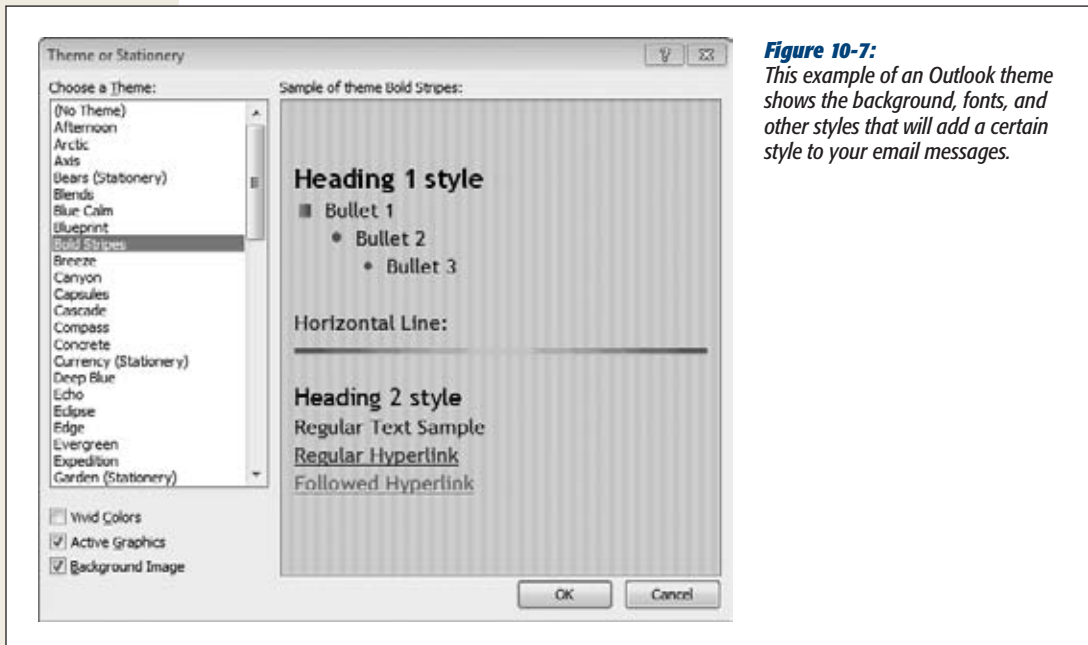 Theme or Stationery
Choose a Theme:
(No Theme)
Afternoon
Arctic
Axis
Bears (Stationery)
Blends
Blue Calm
Blueprint
Bold Stripes
Breeze
Canyon
Capsules
Cascade
Compass
Concrete
Currency (Stationery)
Deep Blue
Echo
Eclipse
Edge
Evergreen
Expedition
Garden (Stationery)
Vivid Colors
Active Graphics
Background Image
Sample of theme Bold Stripes:
Heading 1 style
Bullet 1
Bullet 2
Bullet 3
Horizontal Line:
Heading 2 style
Regular Text Sample
Regular Hyperlink
Followed Hyperlink
OK
Cancel
Figure 10-7:
This example of an Outlook theme
shows the background, fonts, and
other styles that will add a certain
style to your email messages.